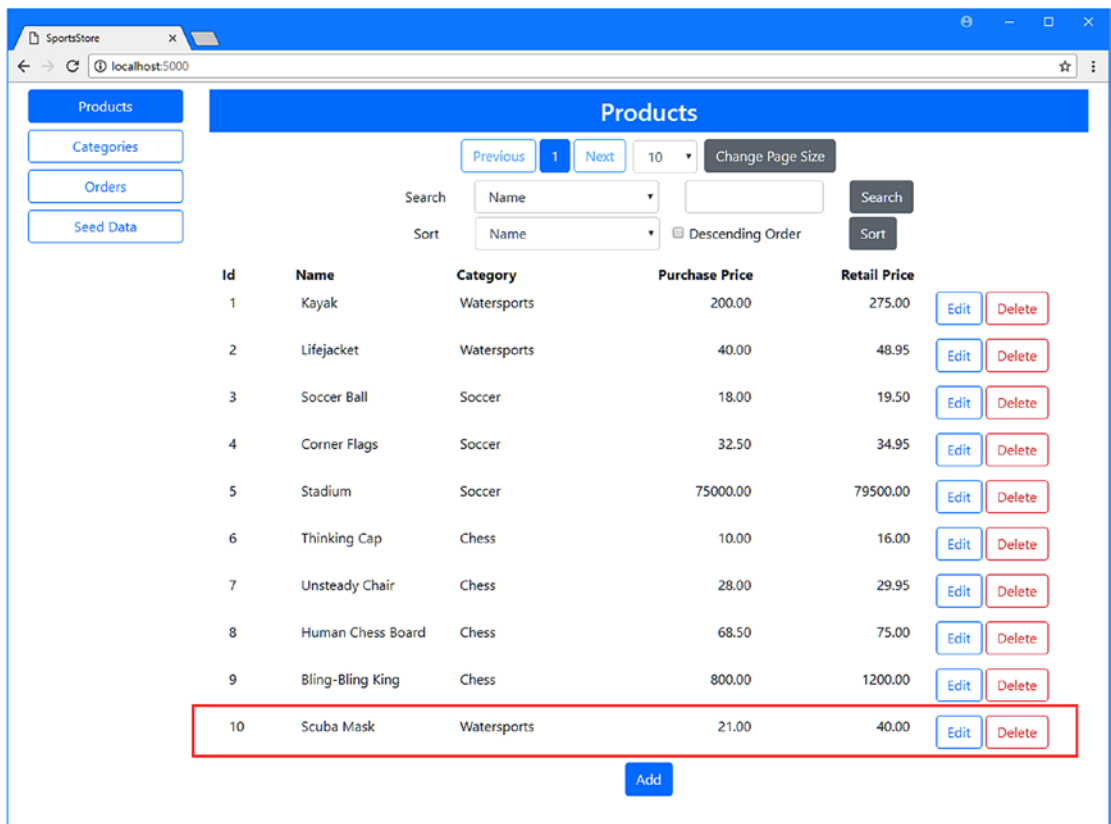 SportsStore
localhost:5000
Products
Categories
Orders
Seed Data
Products
Previous 1 Next 10 Change Page Size
Search Name Search
Sort Name Descending Order Sort
Id Name Category Purchase Price Retail Price
1 Kayak Watersports 200.00 275.00 Edit Delete
2 Lifejacket Watersports 40.00 48.95 Edit Delete
3 Soccer Ball Soccer 18.00 19.50 Edit Delete
4 Corner Flags Soccer 32.50 34.95 Edit Delete
5 Stadium Soccer 75000.00 79500.00 Edit Delete
6 Thinking Cap Chess 10.00 16.00 Edit Delete
7 Unsteady Chair Chess 28.00 29.95 Edit Delete
8 Human Chess Board Chess 68.50 75.00 Edit Delete
9 Bling-Bling King Chess 800.00 1200.00 Edit Delete
10 Scuba Mask Watersports 21.00 40.00 Edit Delete
Add